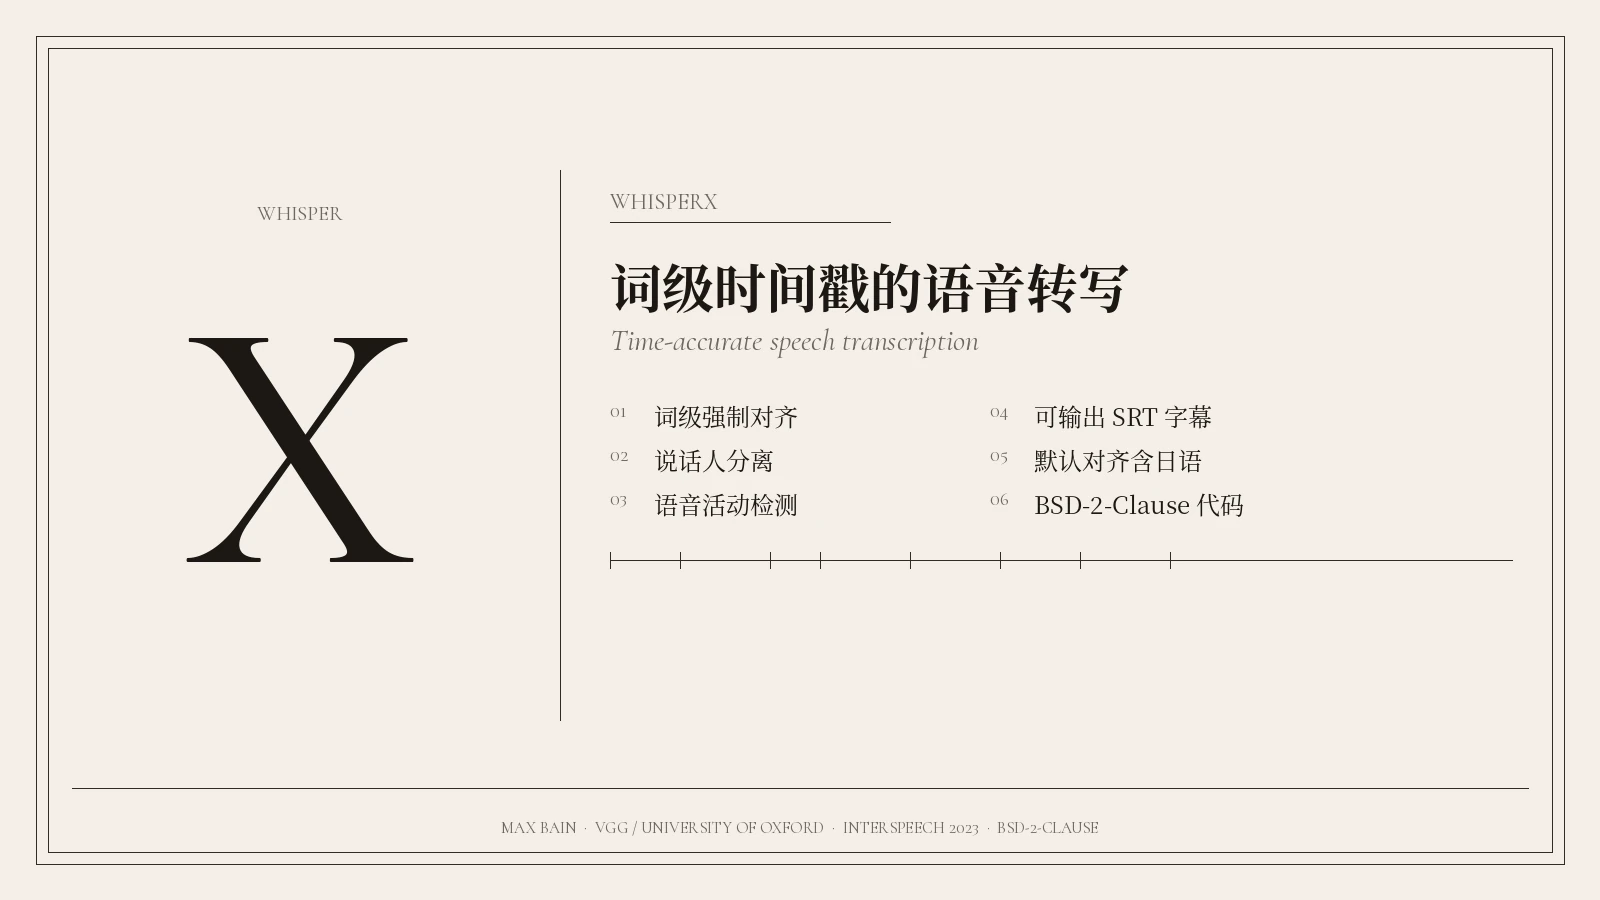 WHISPER
X
WHISPERX
词级时间戳的语音转写
Time-accurate speech transcription
01 词级强制对齐
02 说话人分离
03 语音活动检测
04 可输出 SRT 字幕
05 默认对齐含日语
06 BSD-2-Clause 代码
MAX BAIN · VGG / UNIVERSITY OF OXFORD · INTERSPEECH 2023 · BSD-2-CLAUSE